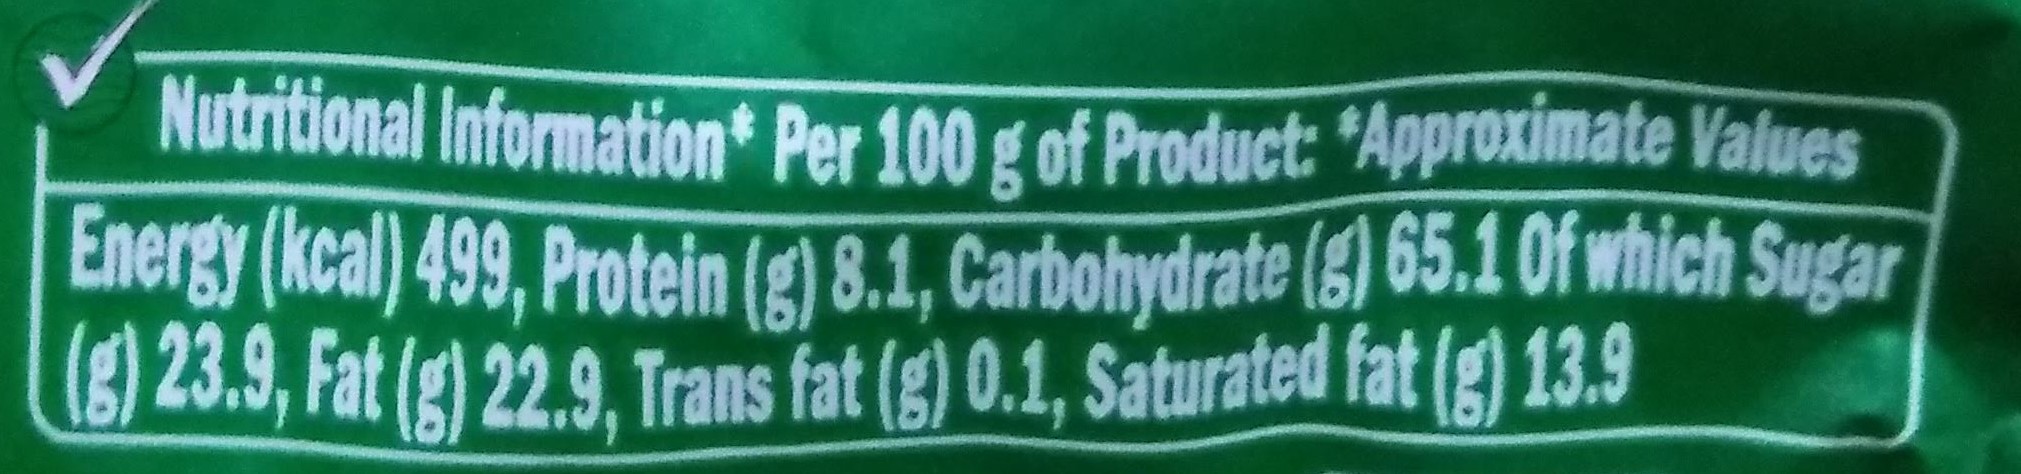 Nutritional Information* Per 100 g of Product: *Approximate Values
Energy (kcal) 499, Protein (g) 8.1, Carbohydrate (g) 65.1 Of which Sugar
(g) 23.9, Fat (g) 22.9, Trans fat (g) 0.1, Saturated fat (g) 13.9